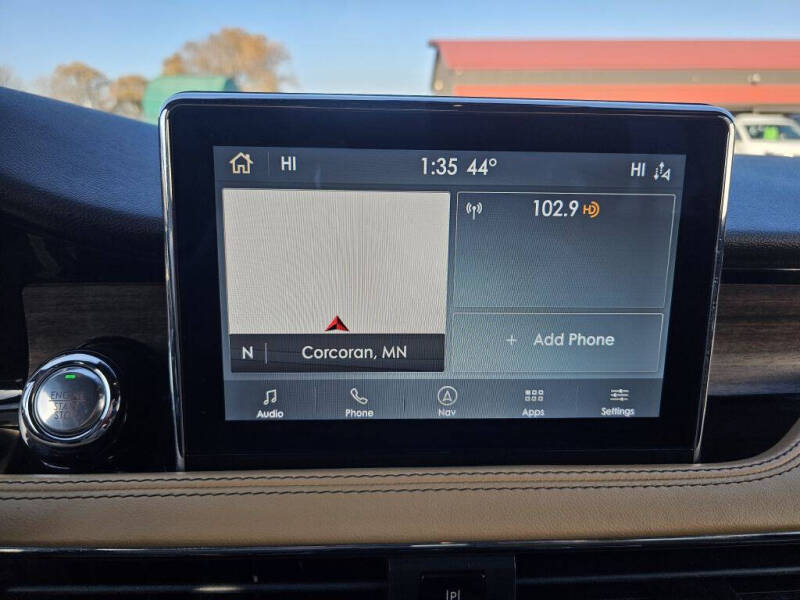 HI 1:35 44° HI
102.9 HD
N Corcoran, MN
+ Add Phone
Audio Phone Nav Apps Settings
ENGINE
START
STOP
P